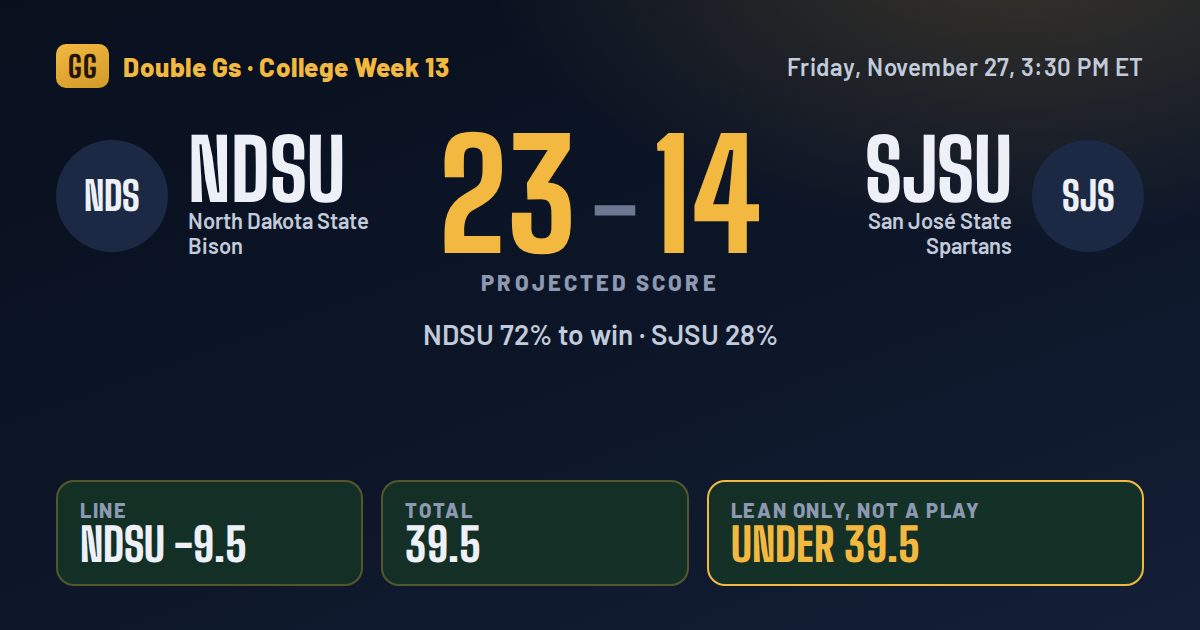 GG
Double Gs · College Week 13
Friday, November 27, 3:30 PM ET
NDS
NDSU
North Dakota State
Bison
23 – 14
PROJECTED SCORE
NDSU 72% to win · SJSU 28%
SJSU
San José State
Spartans
SJS
LINE
NDSU −9.5
TOTAL
39.5
LEAN ONLY, NOT A PLAY
UNDER 39.5